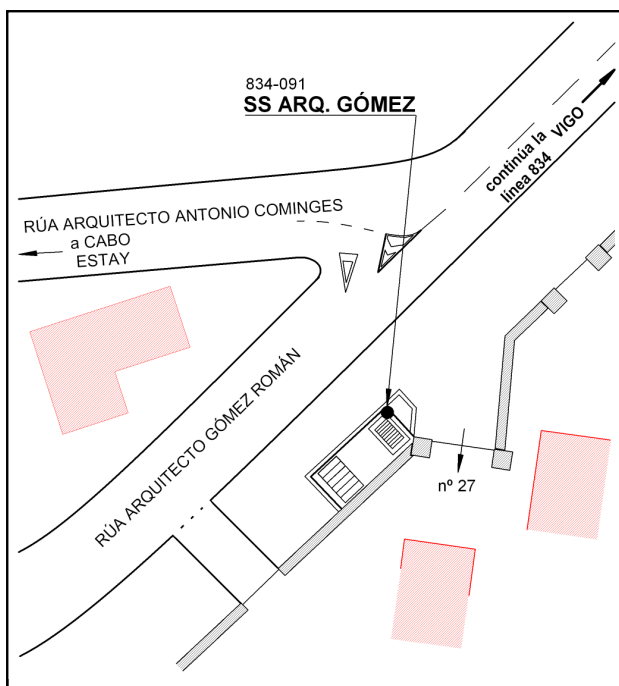 834-091
SS ARQ. GÓMEZ
continúa la
línea 834
VIGO
RÚA ARQUITECTO ANTONIO COMINGES
a CABO
ESTAY
RÚA ARQUITECTO GÓMEZ ROMÁN
nº 27